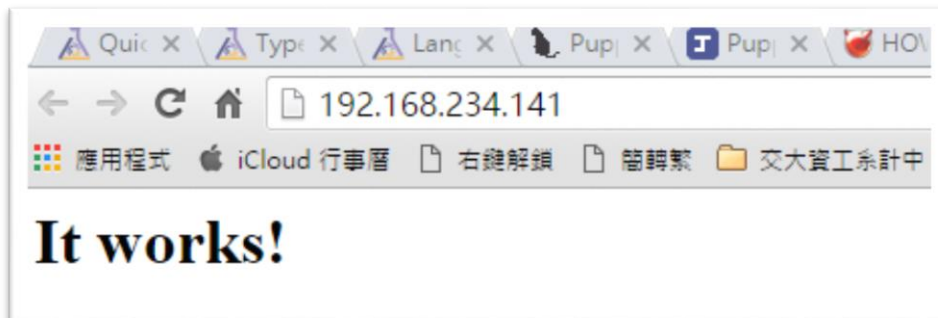 Quic Type Lang Pup Pup HOW
192.168.234.141
應用程式 iCloud 行事曆 右鍵解鎖 簡轉繁 交大資工系計中
It works!